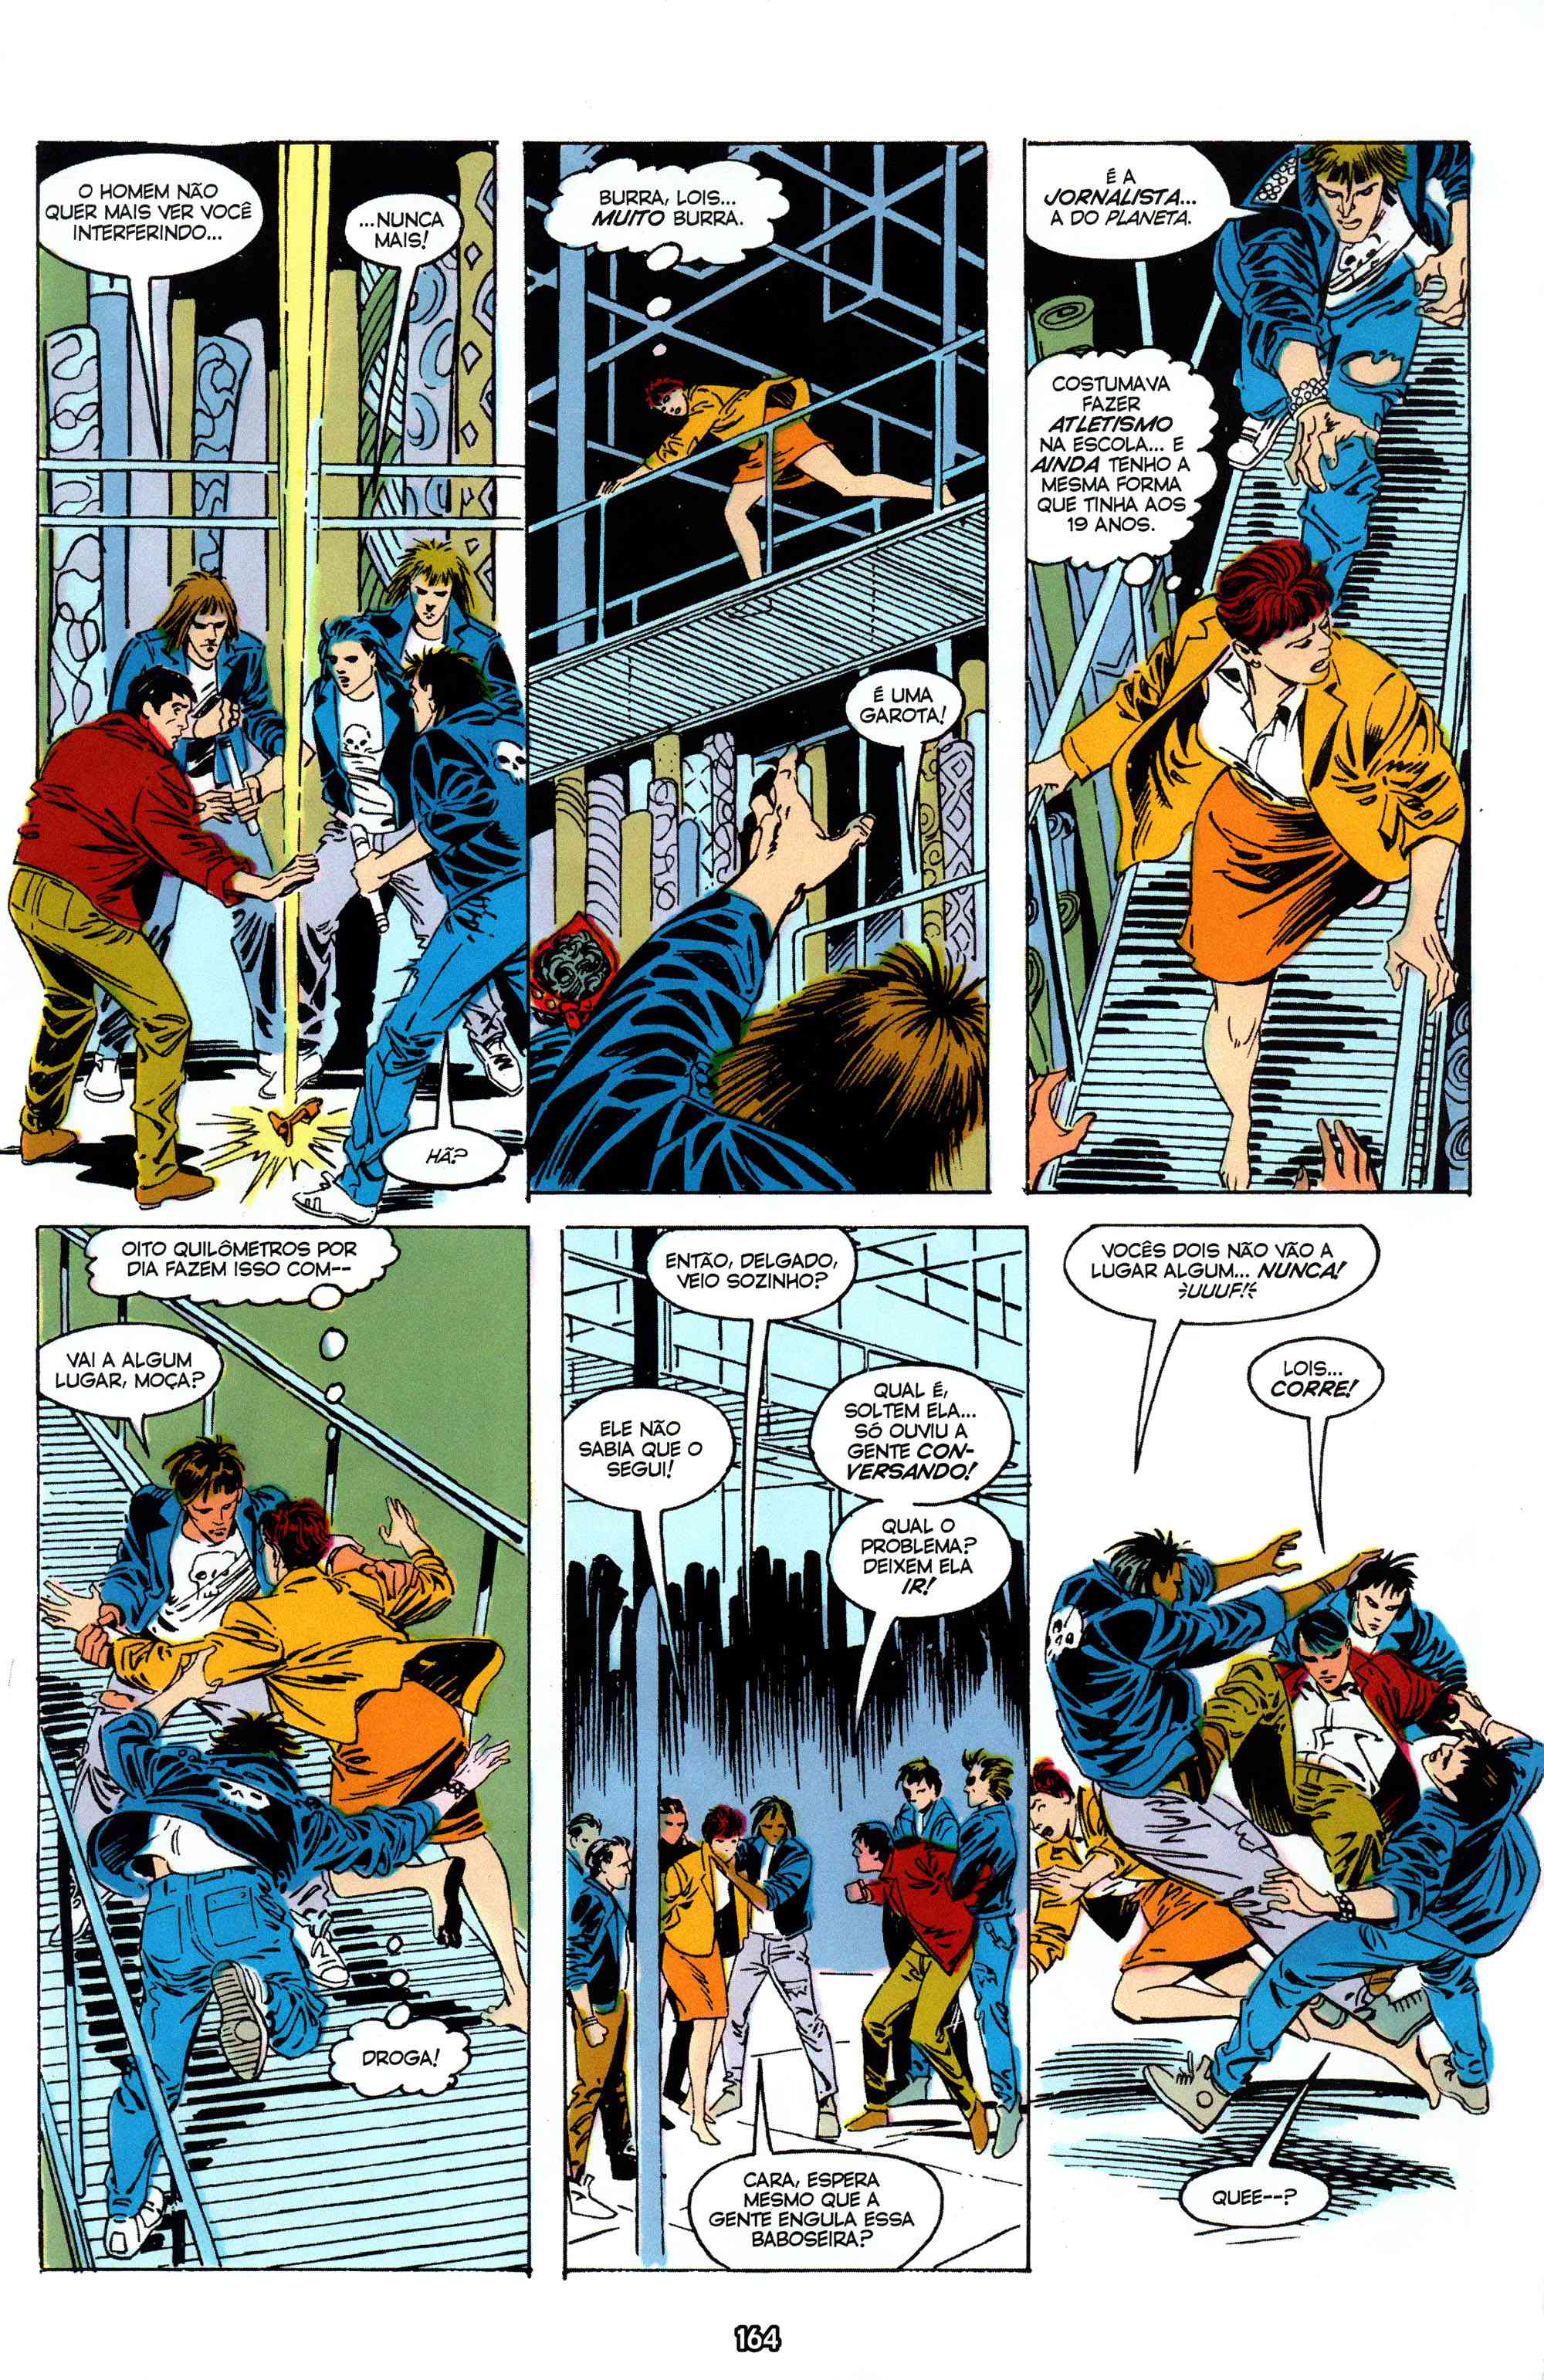 O HOMEM NÃO
QUER MAIS VER VOCÊ
INTERFERINDO...
...NUNCA
MAIS!
HÃ?
BURRA, LOIS...
MUITO BURRA.
É UMA
GAROTA!
É A
JORNALISTA...
A DO PLANETA.
COSTUMAVA
FAZER
ATLETISMO
NA ESCOLA... E
AINDA TENHO A
MESMA FORMA
QUE TINHA AOS
19 ANOS.
OITO QUILÔMETROS POR
DIA FAZEM ISSO COM--
VAI A ALGUM
LUGAR, MOÇA?
DROGA!
ENTÃO, DELGADO,
VEIO SOZINHO?
ELE NÃO
SABIA QUE O
SEGUI!
QUAL É,
SOLTEM ELA...
SÓ OUVIU A
GENTE CON-
VERSANDO!
QUAL O
PROBLEMA?
DEIXEM ELA
IR!
CARA, ESPERA
MESMO QUE A
GENTE ENGULA ESSA
BABOSEIRA?
VOCÊS DOIS NÃO VÃO A
LUGAR ALGUM... NUNCA!
UUUF!
LOIS...
CORRE!
QUEE--?
164